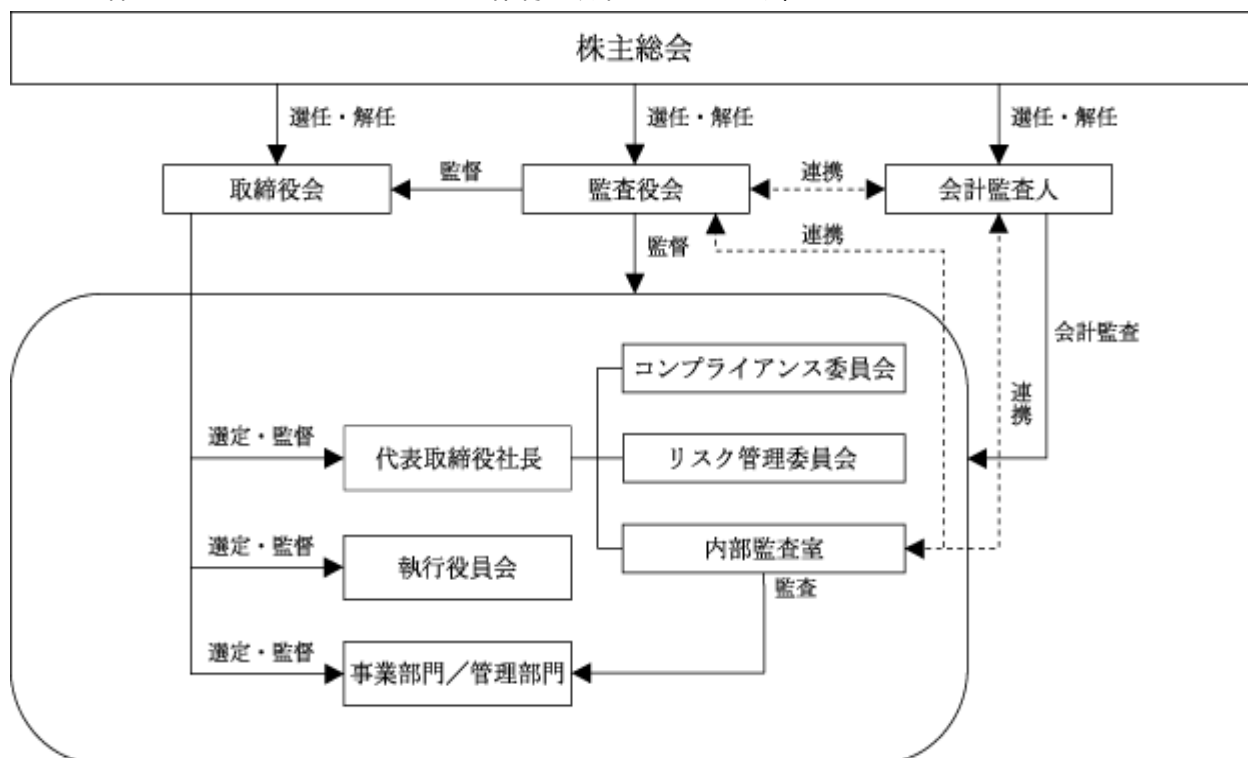 株主総会
選任・解任
選任・解任
選任・解任
取締役会
監督
監査役会
連携
会計監査人
監督
連携
会計監査
連携
コンプライアンス委員会
選定・監督
代表取締役社長
リスク管理委員会
選定・監督
執行役員会
内部監査室
監査
選定・監督
事業部門／管理部門